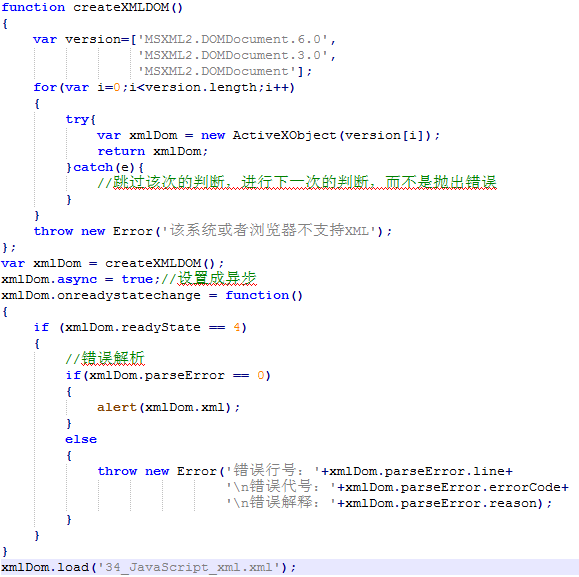 function createXMLDOM()
{
    var version=['MSXML2.DOMDocument.6.0',
                 'MSXML2.DOMDocument.3.0',
                 'MSXML2.DOMDocument'];
    for(var i=0;i<version.length;i++)
    {
        try{
            var xmlDom = new ActiveXObject(version[i]);
            return xmlDom;
        }catch(e){
            //跳过该次的判断，进行下一次的判断，而不是抛出错误
        }
    }
    throw new Error('该系统或者浏览器不支持XML');
};
var xmlDom = createXMLDOM();
xmlDom.async = true;//设置成异步
xmlDom.onreadystatechange = function()
{
    if (xmlDom.readyState == 4)
    {
        //错误解析
        if(xmlDom.parseError == 0)
        {
            alert(xmlDom.xml);
        }
        else
        {
            throw new Error('错误行号：'+xmlDom.parseError.line+
                            '\n错误代号：'+xmlDom.parseError.errorCode+
                            '\n错误解释：'+xmlDom.parseError.reason);
        }
    }
}
xmlDom.load('34_JavaScript_xml.xml');